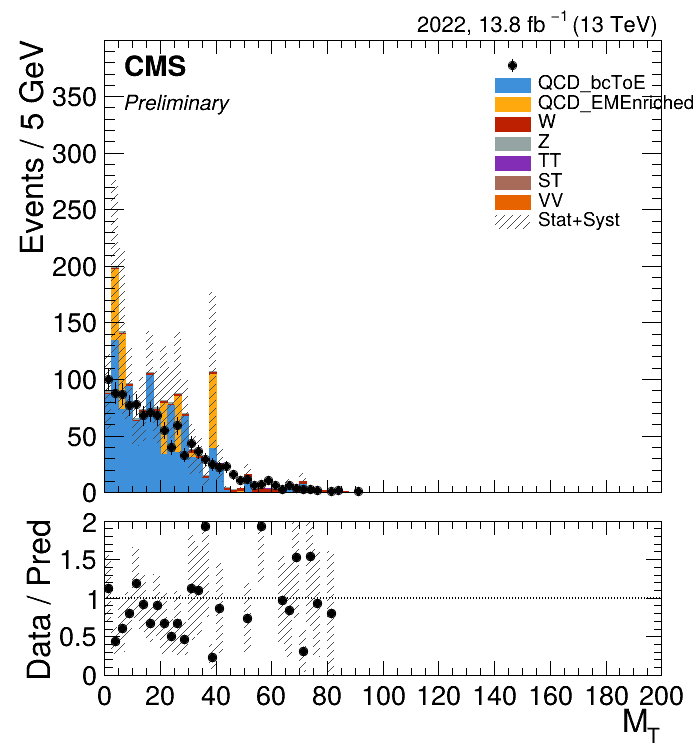 2022, 13.8 fb⁻¹ (13 TeV)
CMS
Preliminary
QCD_bcToE
QCD_EMEnriched
W
Z
TT
ST
VV
Stat+Syst
Events / 5 GeV
350
300
250
200
150
100
50
0
Data / Pred
2
1.5
1
0.5
0
0 20 40 60 80 100 120 140 160 180 200
M_T